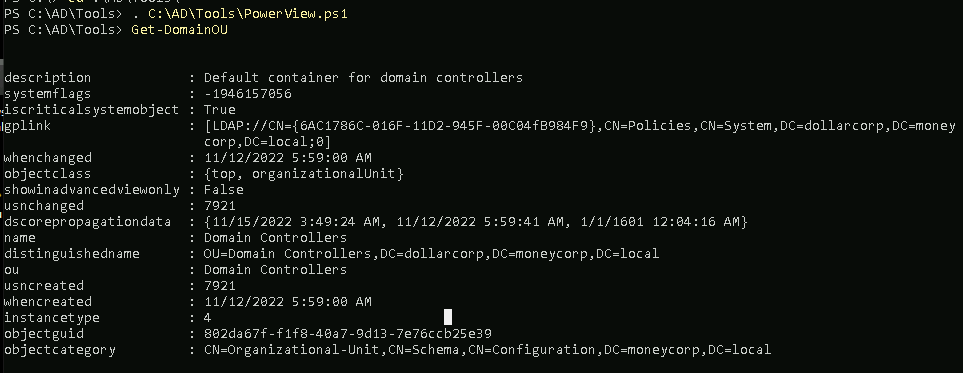 PS C:\AD\Tools> . C:\AD\Tools\PowerView.ps1
PS C:\AD\Tools> Get-DomainOU
description : Default container for domain controllers
systemflags : -1946157056
iscriticalsystemobject : True
gplink : [LDAP://CN={6AC1786C-016F-11D2-945F-00C04fB984F9},CN=Policies,CN=System,DC=dollarcorp,DC=money
corp,DC=local;0]
whenchanged : 11/12/2022 5:59:00 AM
objectclass : {top, organizationalUnit}
showinadvancedviewonly : False
usnchanged : 7921
dscorepropagationdata : {11/15/2022 3:49:24 AM, 11/12/2022 5:59:41 AM, 1/1/1601 12:04:16 AM}
name : Domain Controllers
distinguishedname : OU=Domain Controllers,DC=dollarcorp,DC=moneycorp,DC=local
ou : Domain Controllers
usncreated : 7921
whencreated : 11/12/2022 5:59:00 AM
instancetype : 4
objectguid : 802da67f-f1f8-40a7-9d13-7e76ccb25e39
objectcategory : CN=Organizational-Unit,CN=Schema,CN=Configuration,DC=moneycorp,DC=local